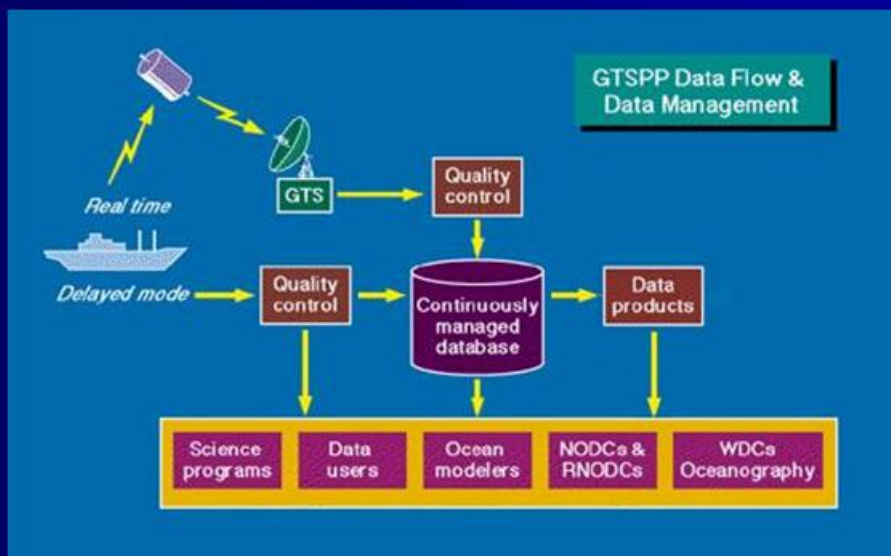 GTSPP Data Flow &
Data Management
Real time
GTS
Quality
control
Delayed mode
Quality
control
Continuously
managed
database
Data
products
Science
programs
Data
users
Ocean
modelers
NODCs &
RNODCs
WDCs
Oceanography